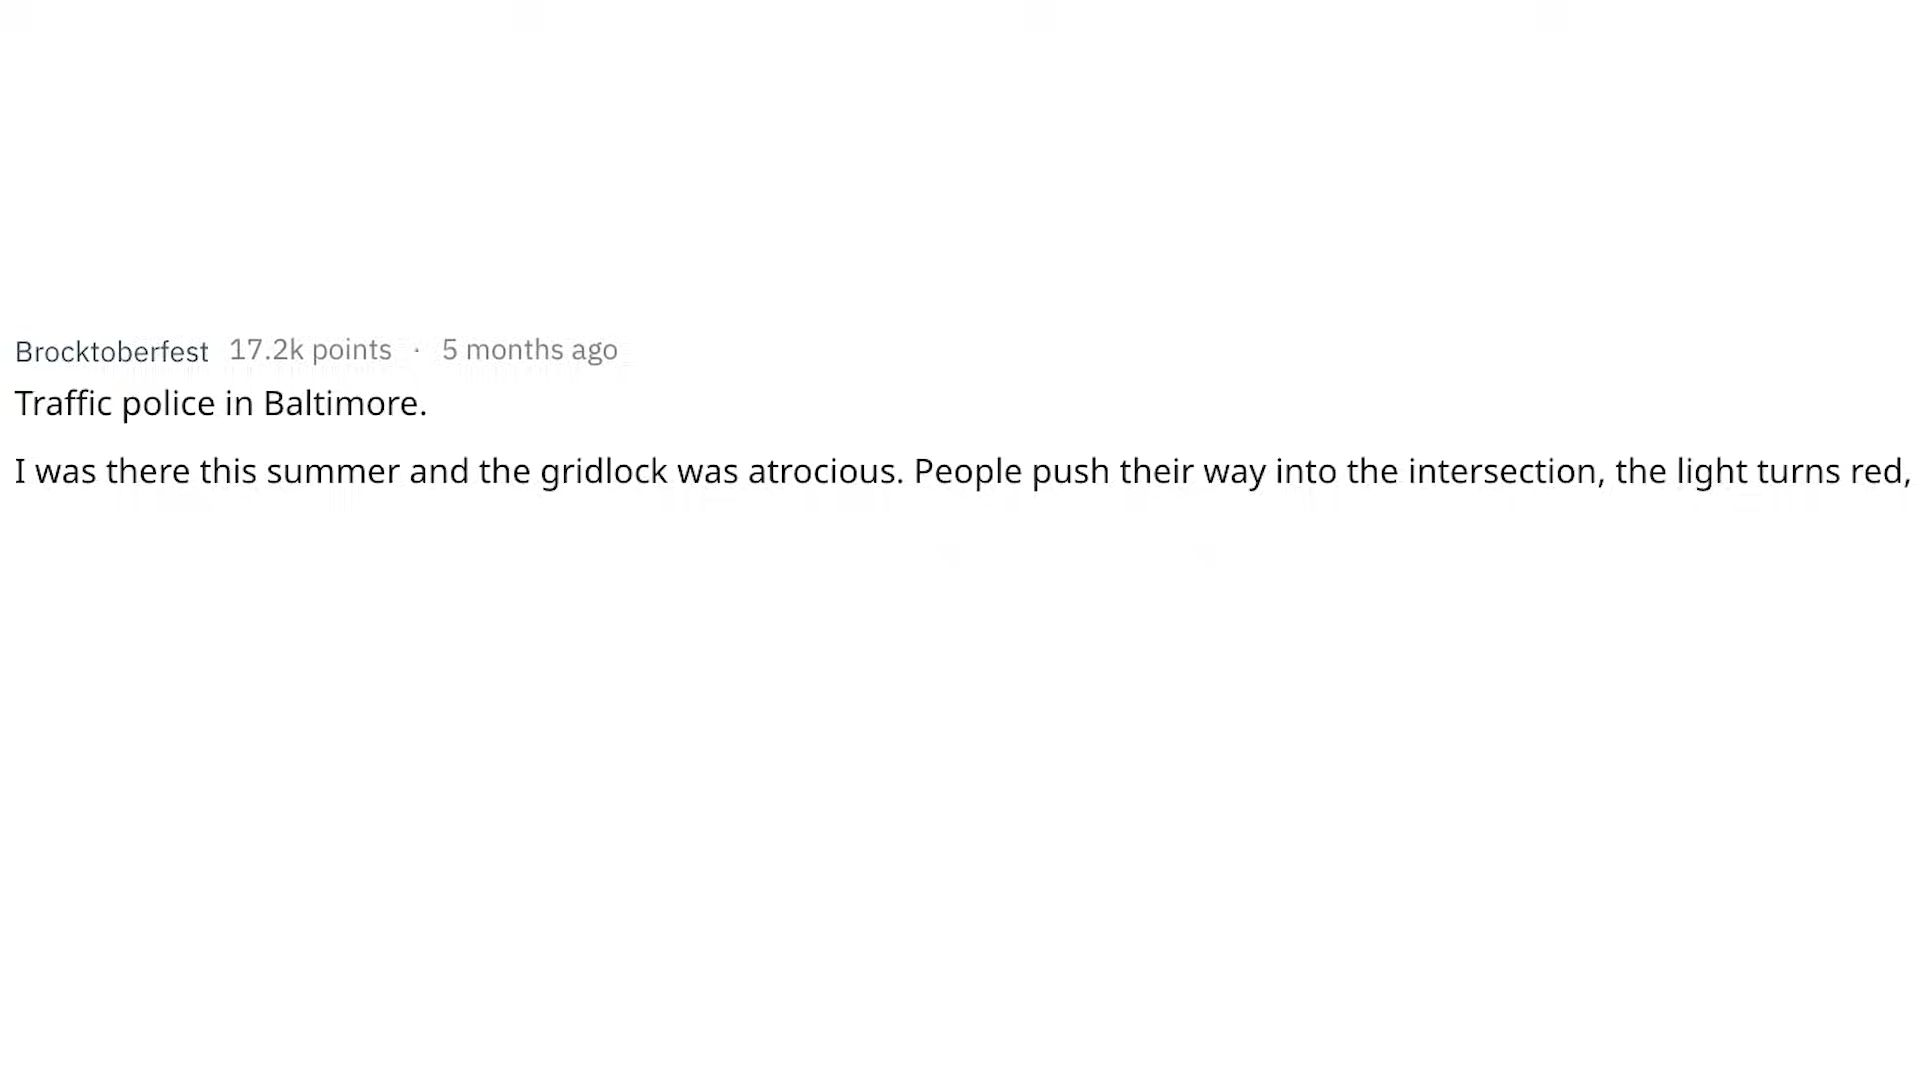 Brocktoberfest 17.2k points · 5 months ago
Traffic police in Baltimore.
I was there this summer and the gridlock was atrocious. People push their way into the intersection, the light turns red,